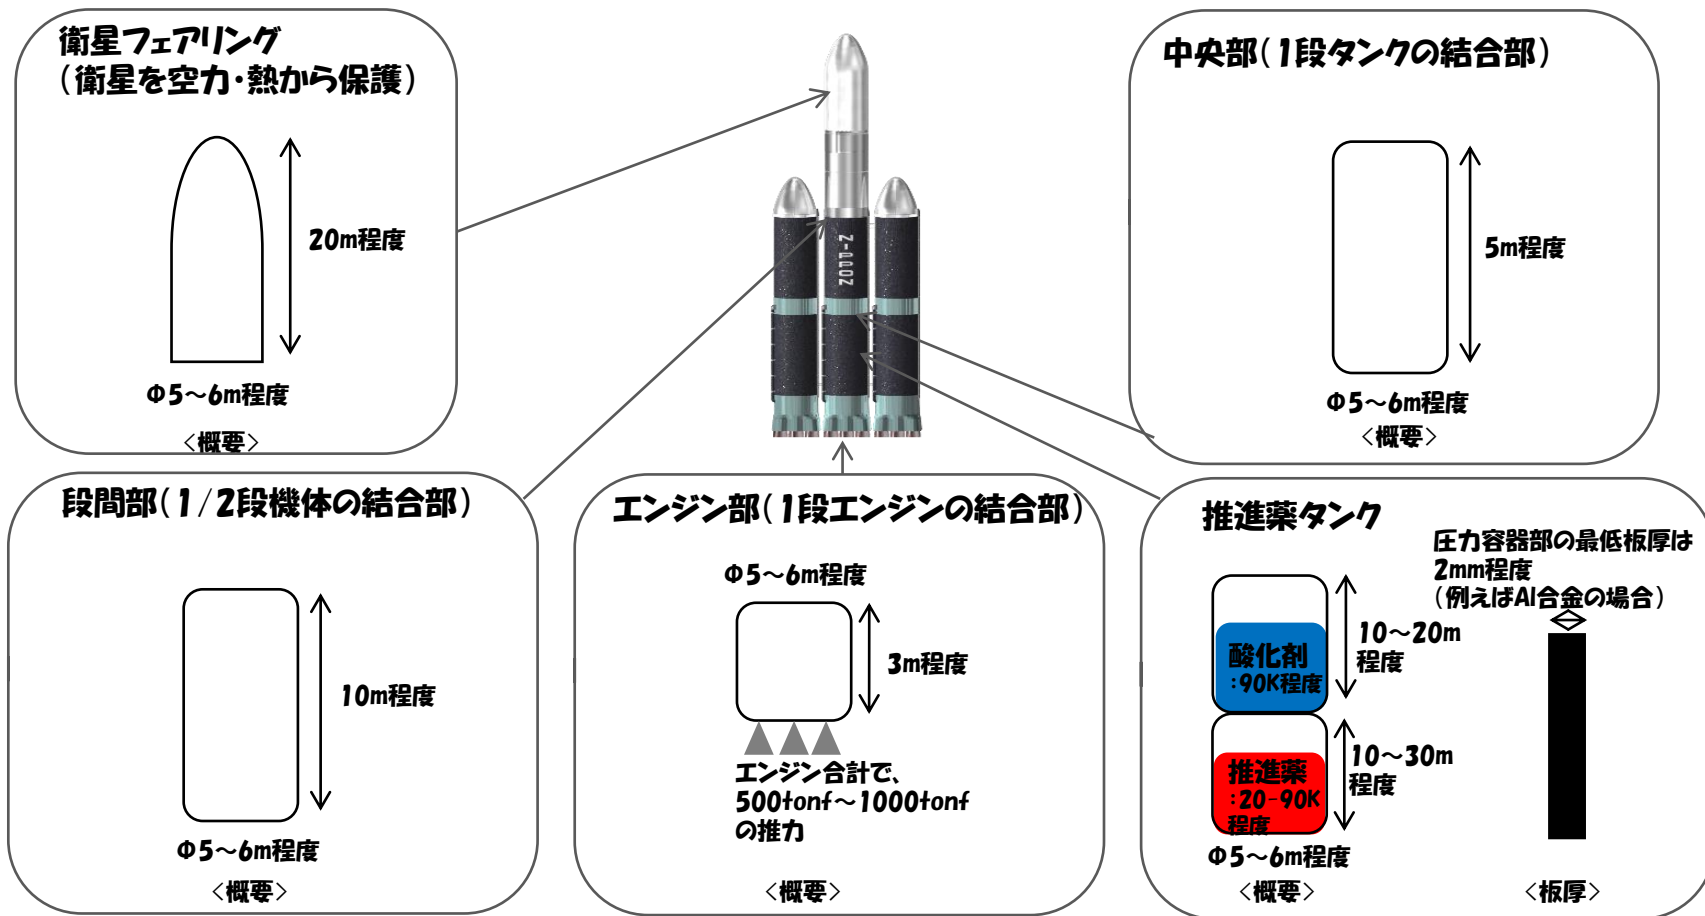 衛星フェアリング
（衛星を空力・熱から保護）
20m程度
Φ5～6m程度
＜概要＞
NIPPON
中央部（1段タンクの結合部）
5m程度
Φ5～6m程度
＜概要＞
段間部（1/2段機体の結合部）
10m程度
Φ5～6m程度
＜概要＞
エンジン部（1段エンジンの結合部）
Φ5～6m程度
3m程度
エンジン合計で、
500tonf～1000tonf
の推力
＜概要＞
推進薬タンク
圧力容器部の最低板厚は
2mm程度
（例えばAl合金の場合）
酸化剤
：90K程度
10～20m
程度
推進薬
：20-90K
程度
10～30m
程度
Φ5～6m程度
＜概要＞
＜板厚＞